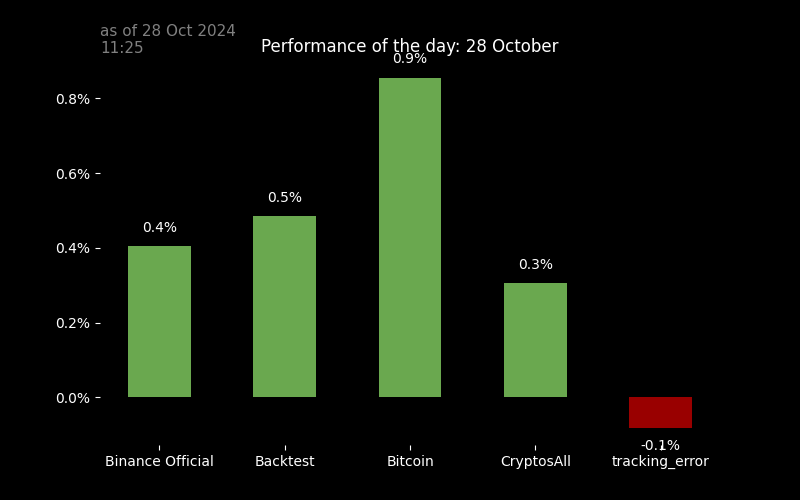 as of 28 Oct 2024
11:25
Performance of the day: 28 October
0.9%
0.8%
0.6%
0.5%
0.4%
0.4%
0.3%
0.2%
0.0%
-0.1%
Binance Official
Backtest
Bitcoin
CryptosAll
tracking_error